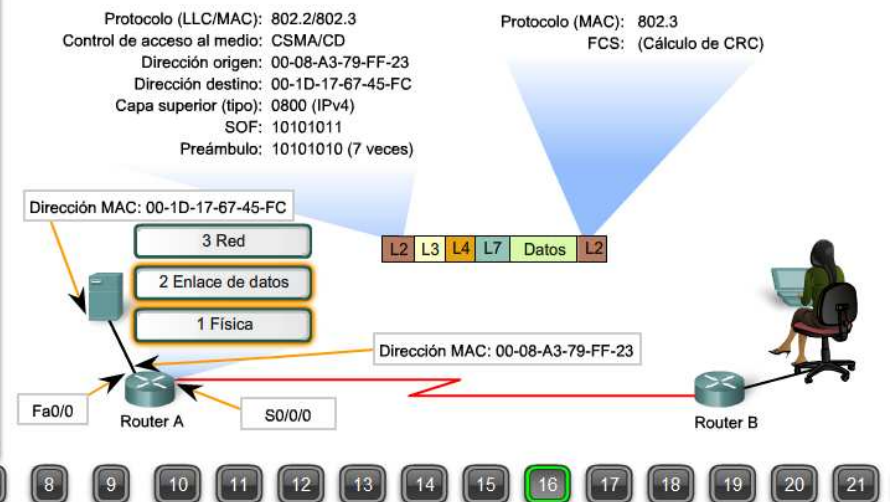 Protocolo (LLC/MAC): 802.2/802.3
Control de acceso al medio: CSMA/CD
Dirección origen: 00-08-A3-79-FF-23
Dirección destino: 00-1D-17-67-45-FC
Capa superior (tipo): 0800 (IPv4)
SOF: 10101011
Preámbulo: 10101010 (7 veces)
Protocolo (MAC): 802.3
FCS: (Cálculo de CRC)
Dirección MAC: 00-1D-17-67-45-FC
3 Red
2 Enlace de datos
1 Física
L2 L3 L4 L7 Datos L2
Dirección MAC: 00-08-A3-79-FF-23
Fa0/0
Router A
S0/0/0
Router B
8 9 10 11 12 13 14 15 16 17 18 19 20 21